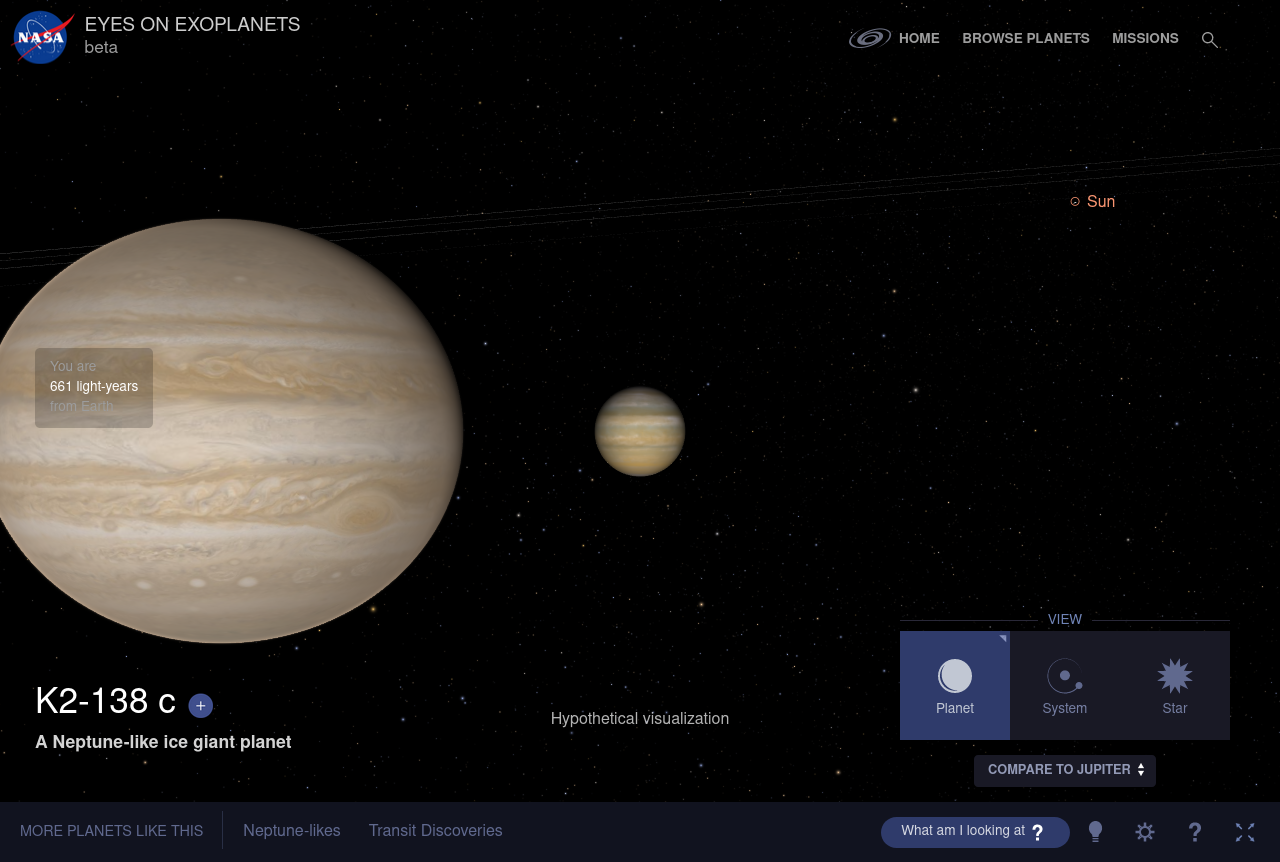 NASA
EYES ON EXOPLANETS
beta
HOME
BROWSE PLANETS
MISSIONS
Sun
You are
661 light-years
from Earth
K2-138 c +
A Neptune-like ice giant planet
Hypothetical visualization
VIEW
Planet
System
Star
COMPARE TO JUPITER
MORE PLANETS LIKE THIS
Neptune-likes
Transit Discoveries
What am I looking at ?
?